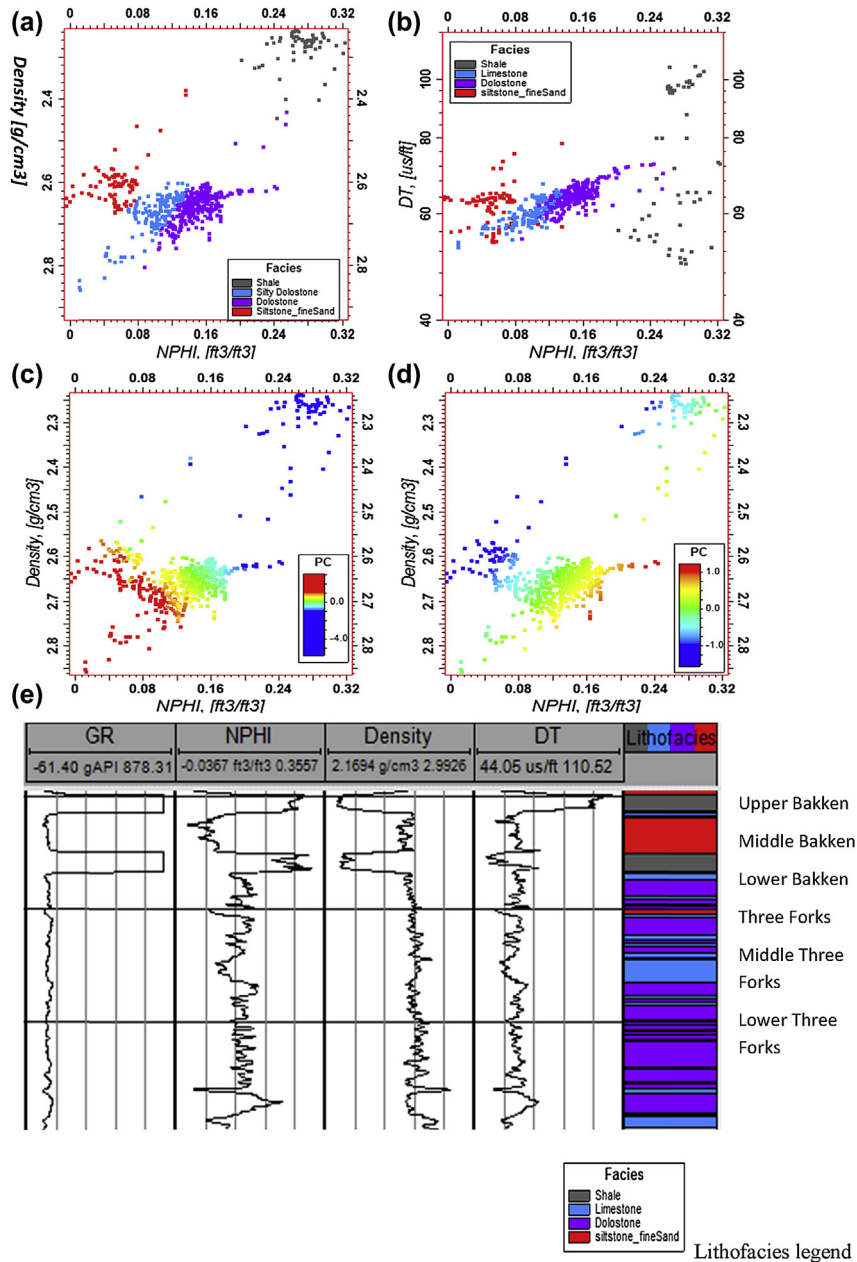 (a)
0 0.08 0.16 0.24 0.32
Density [g/cm3]
2.4
2.6
2.8
2.4
2.6
2.8
Facies
Shale
Silty Dolostone
Dolostone
Siltstone_fineSand
0 0.08 0.16 0.24 0.32
NPHI, [ft3/ft3]
(b)
0 0.08 0.16 0.24 0.32
Facies
Shale
Limestone
Dolostone
siltstone_fineSand
DT, [us/ft]
100
80
60
40
100
80
60
40
0 0.08 0.16 0.24 0.32
NPHI, [ft3/ft3]
(c)
0 0.08 0.16 0.24 0.32
Density, [g/cm3]
2.3
2.4
2.5
2.6
2.7
2.8
2.3
2.4
2.5
2.6
2.7
2.8
PC
0.0
-4.0
0 0.08 0.16 0.24 0.32
NPHI, [ft3/ft3]
(d)
0 0.08 0.16 0.24 0.32
Density, [g/cm3]
2.3
2.4
2.5
2.6
2.7
2.8
2.3
2.4
2.5
2.6
2.7
2.8
PC
1.0
0.0
-1.0
0 0.08 0.16 0.24 0.32
NPHI, [ft3/ft3]
(e)
GR NPHI Density DT Lithofacies
-61.40 gAPI 878.31 -0.0367 ft3/ft3 0.3557 2.1694 g/cm3 2.9926 44.05 us/ft 110.52
Upper Bakken
Middle Bakken
Lower Bakken
Three Forks
Middle Three
Forks
Lower Three
Forks
Facies
Shale
Limestone
Dolostone
siltstone_fineSand
Lithofacies legend